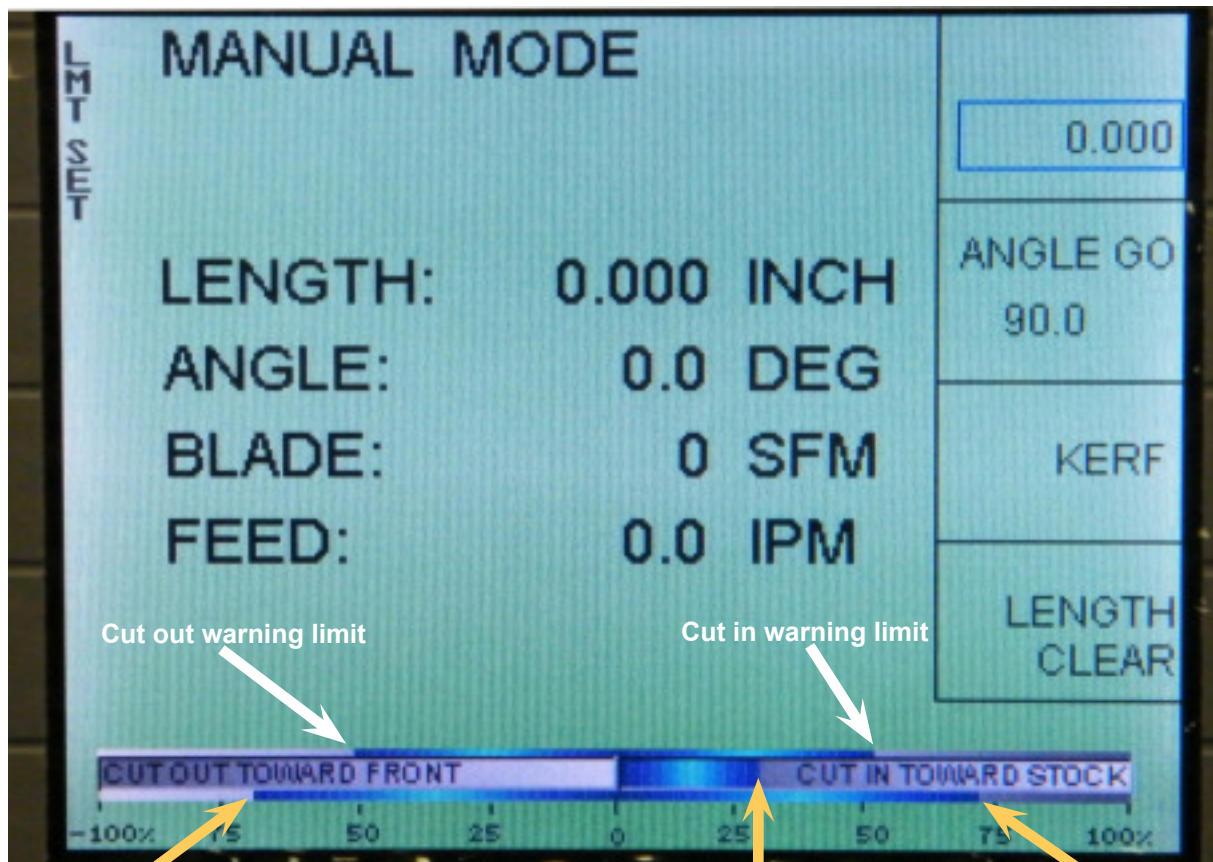 LMT SET
MANUAL MODE
0.000
LENGTH: 0.000 INCH
ANGLE: 0.0 DEG
BLADE: 0 SFM
FEED: 0.0 IPM
ANGLE GO
90.0
KERF
LENGTH
CLEAR
Cut out warning limit
Cut in warning limit
CUT OUT TOWARD FRONT
CUT IN TOWARD STOCK
-100% 75 50 25 0 25 50 75 100%